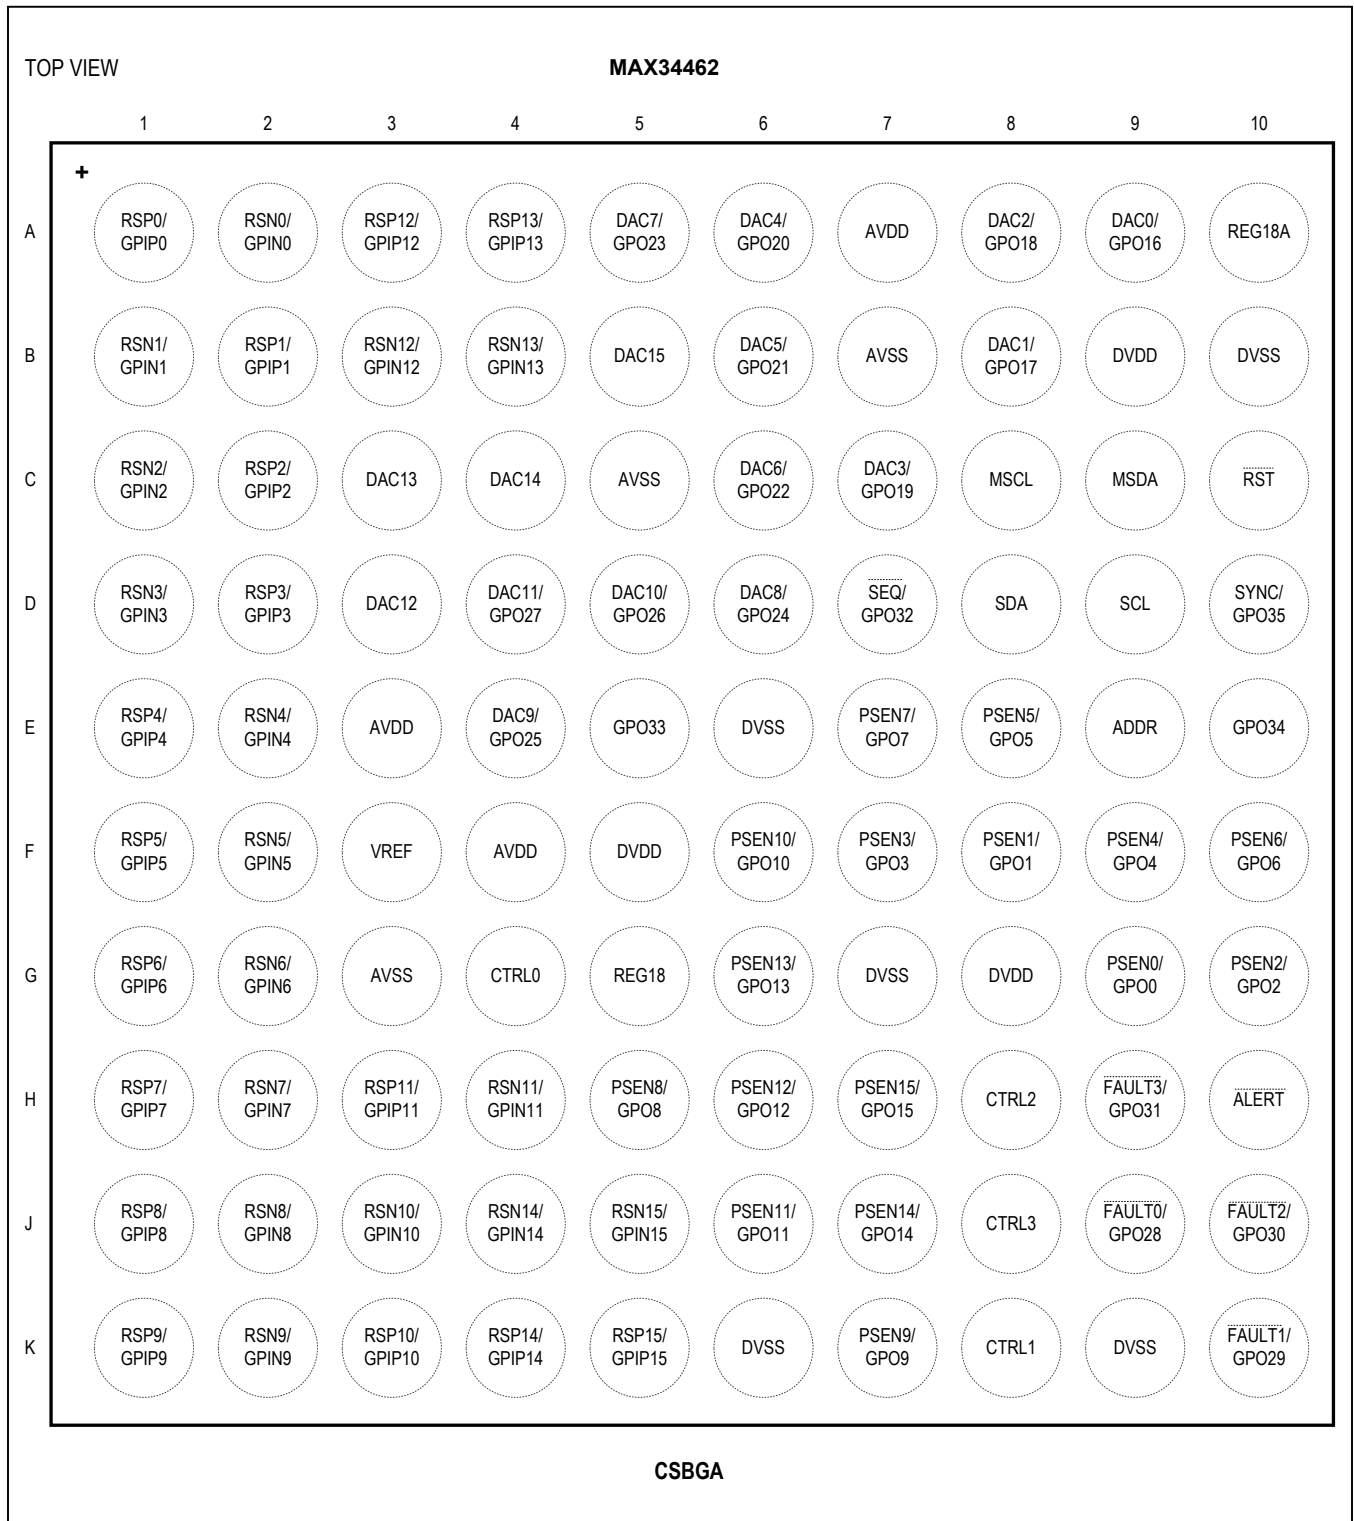 TOP VIEW MAX34462
1 2 3 4 5 6 7 8 9 10
+
A RSP0/ GPIP0 RSN0/ GPIN0 RSP12/ GPIP12 RSP13/ GPIP13 DAC7/ GPO23 DAC4/ GPO20 AVDD DAC2/ GPO18 DAC0/ GPO16 REG18A
B RSN1/ GPIN1 RSP1/ GPIP1 RSN12/ GPIN12 RSN13/ GPIN13 DAC15 DAC5/ GPO21 AVSS DAC1/ GPO17 DVDD DVSS
C RSN2/ GPIN2 RSP2/ GPIP2 DAC13 DAC14 AVSS DAC6/ GPO22 DAC3/ GPO19 MSCL MSDA RST
D RSN3/ GPIN3 RSP3/ GPIP3 DAC12 DAC11/ GPO27 DAC10/ GPO26 DAC8/ GPO24 SEQ/ GPO32 SDA SCL SYNC/ GPO35
E RSP4/ GPIP4 RSN4/ GPIN4 AVDD DAC9/ GPO25 GPO33 DVSS PSEN7/ GPO7 PSEN5/ GPO5 ADDR GPO34
F RSP5/ GPIP5 RSN5/ GPIN5 VREF AVDD DVDD PSEN10/ GPO10 PSEN3/ GPO3 PSEN1/ GPO1 PSEN4/ GPO4 PSEN6/ GPO6
G RSP6/ GPIP6 RSN6/ GPIN6 AVSS CTRL0 REG18 PSEN13/ GPO13 DVSS DVDD PSEN0/ GPO0 PSEN2/ GPO2
H RSP7/ GPIP7 RSN7/ GPIN7 RSP11/ GPIP11 RSN11/ GPIN11 PSEN8/ GPO8 PSEN12/ GPO12 PSEN15/ GPO15 CTRL2 FAULT3/ GPO31 ALERT
J RSP8/ GPIP8 RSN8/ GPIN8 RSN10/ GPIN10 RSN14/ GPIN14 RSN15/ GPIN15 PSEN11/ GPO11 PSEN14/ GPO14 CTRL3 FAULT0/ GPO28 FAULT2/ GPO30
K RSP9/ GPIP9 RSN9/ GPIN9 RSP10/ GPIP10 RSP14/ GPIP14 RSP15/ GPIP15 DVSS PSEN9/ GPO9 CTRL1 DVSS FAULT1/ GPO29
CSBGA